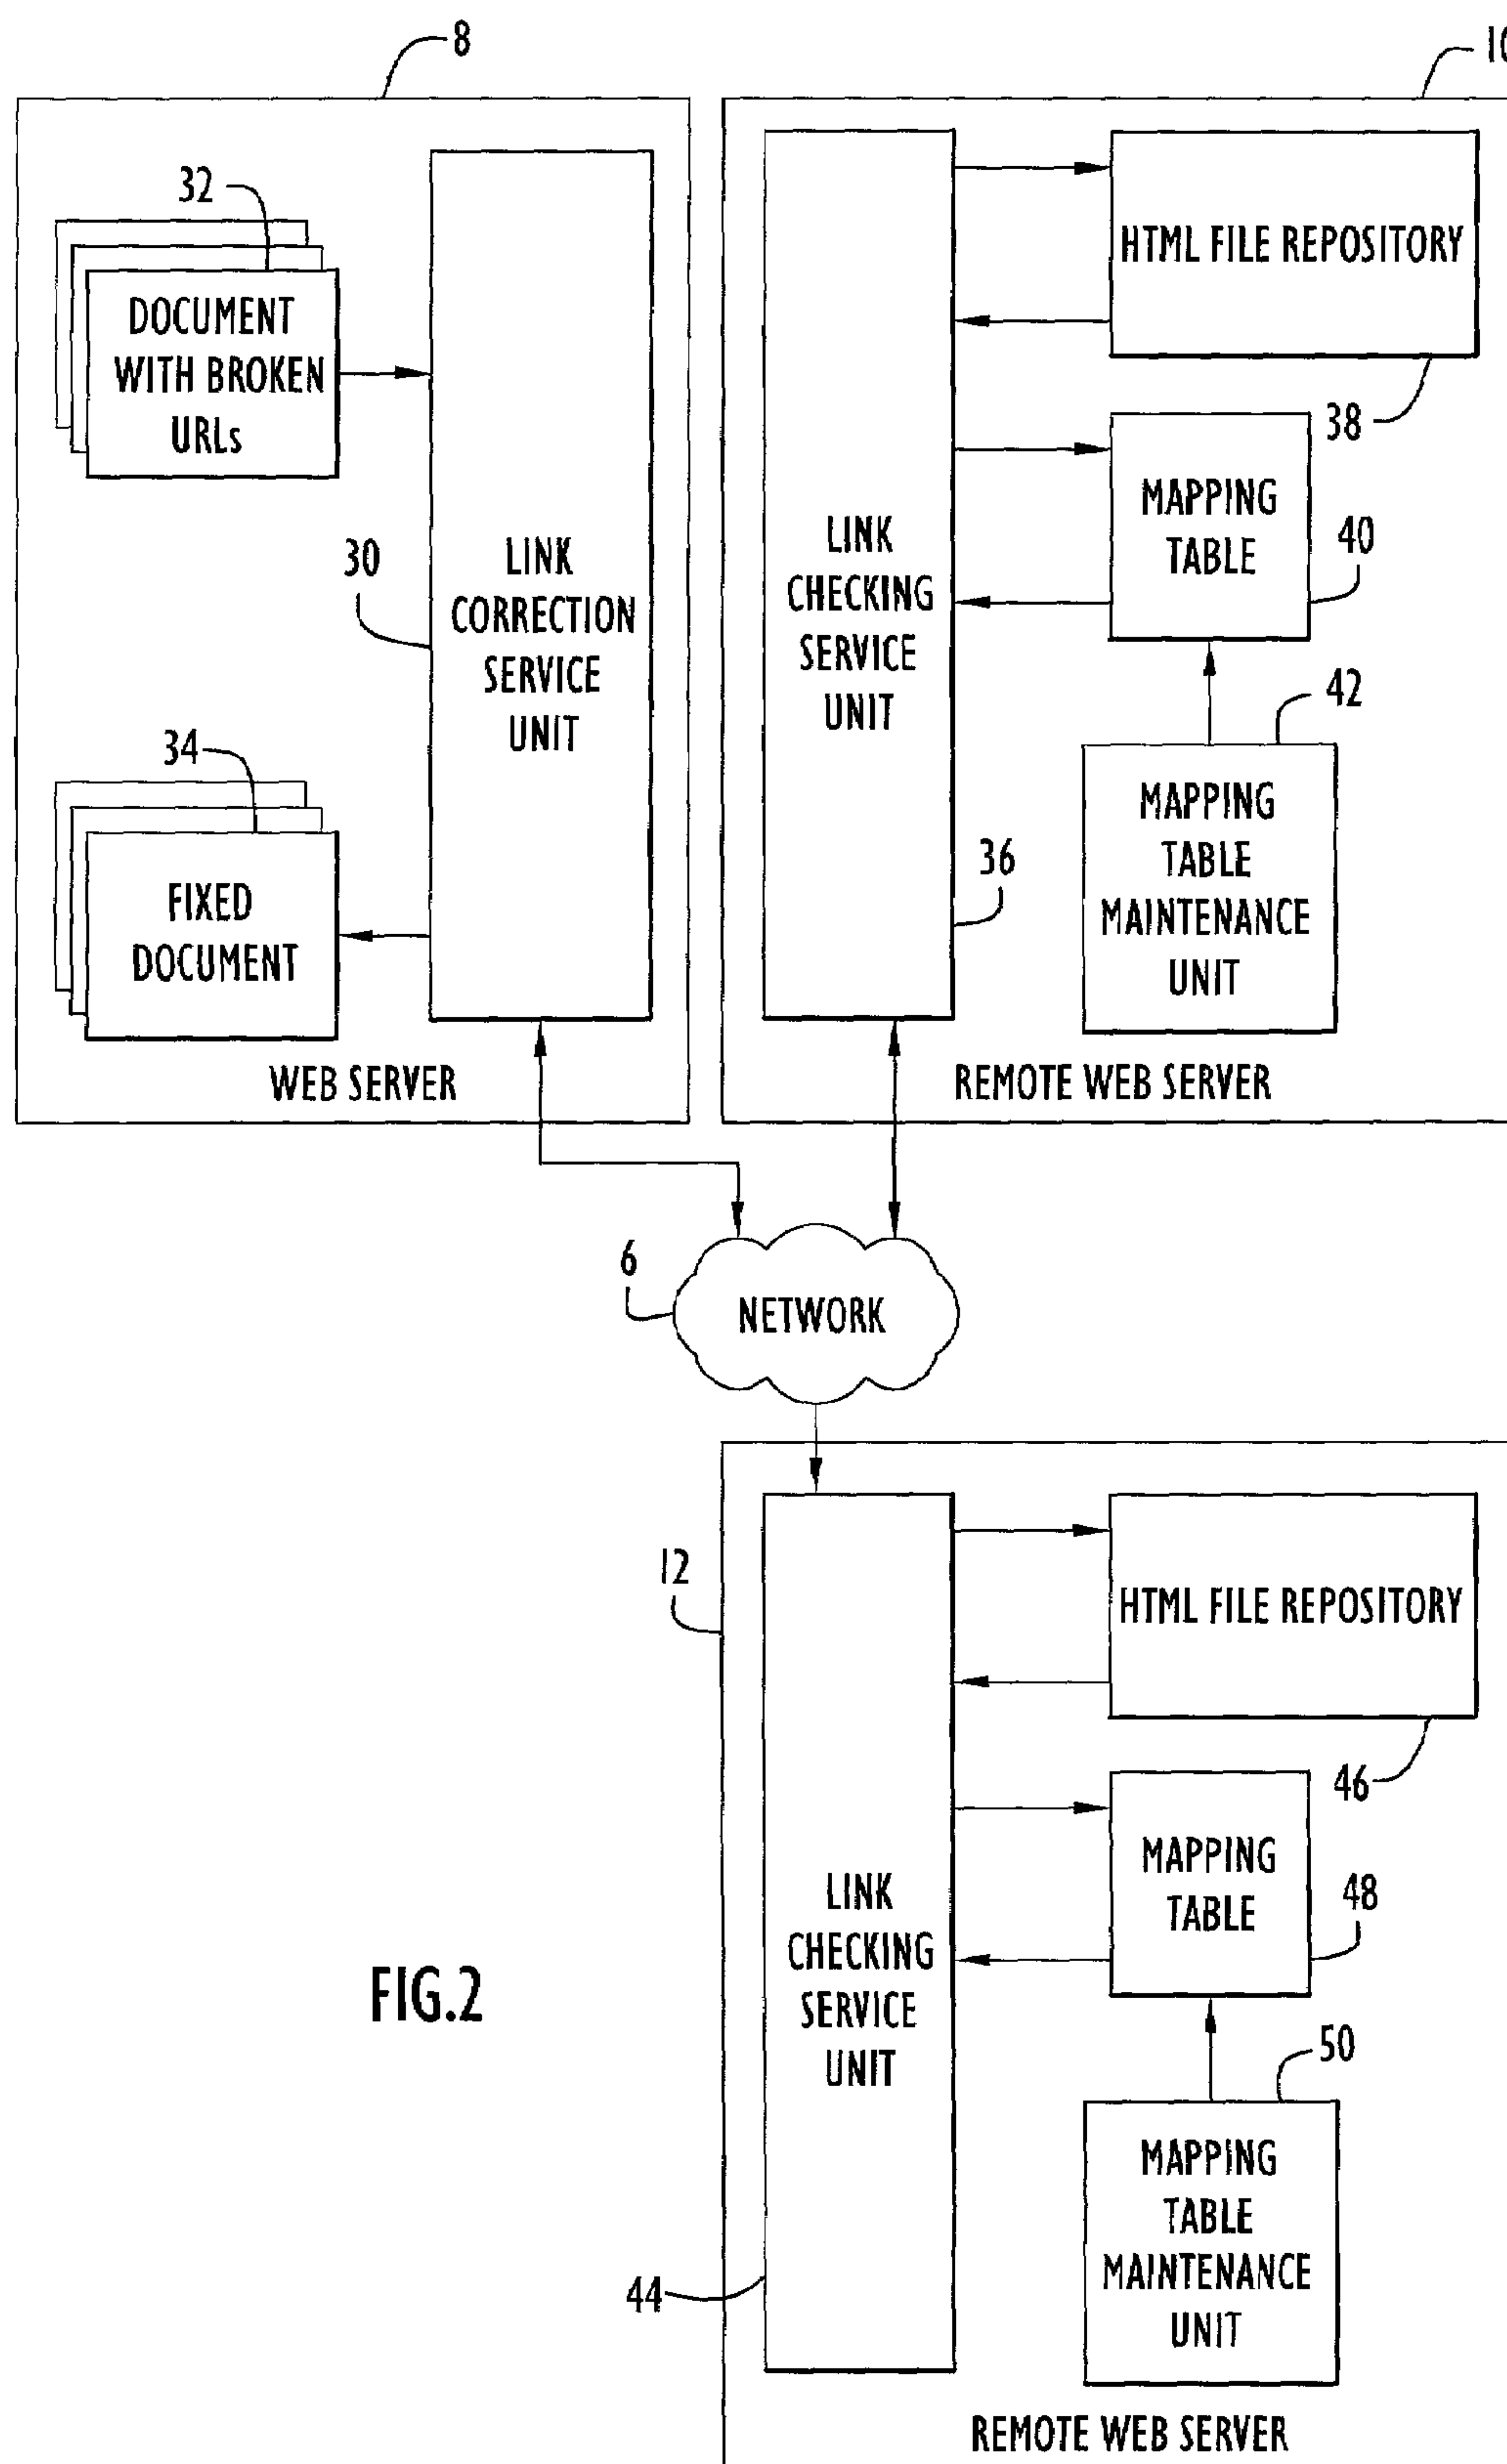 8
32
DOCUMENT
WITH BROKEN
URLs
30
LINK
CORRECTION
SERVICE
UNIT
34
FIXED
DOCUMENT
WEB SERVER
10
LINK
CHECKING
SERVICE
UNIT
36
HTML FILE REPOSITORY
38
MAPPING
TABLE
40
42
MAPPING
TABLE
MAINTENANCE
UNIT
REMOTE WEB SERVER
6
NETWORK
12
LINK
CHECKING
SERVICE
UNIT
44
HTML FILE REPOSITORY
46
MAPPING
TABLE
48
50
MAPPING
TABLE
MAINTENANCE
UNIT
REMOTE WEB SERVER
FIG.2